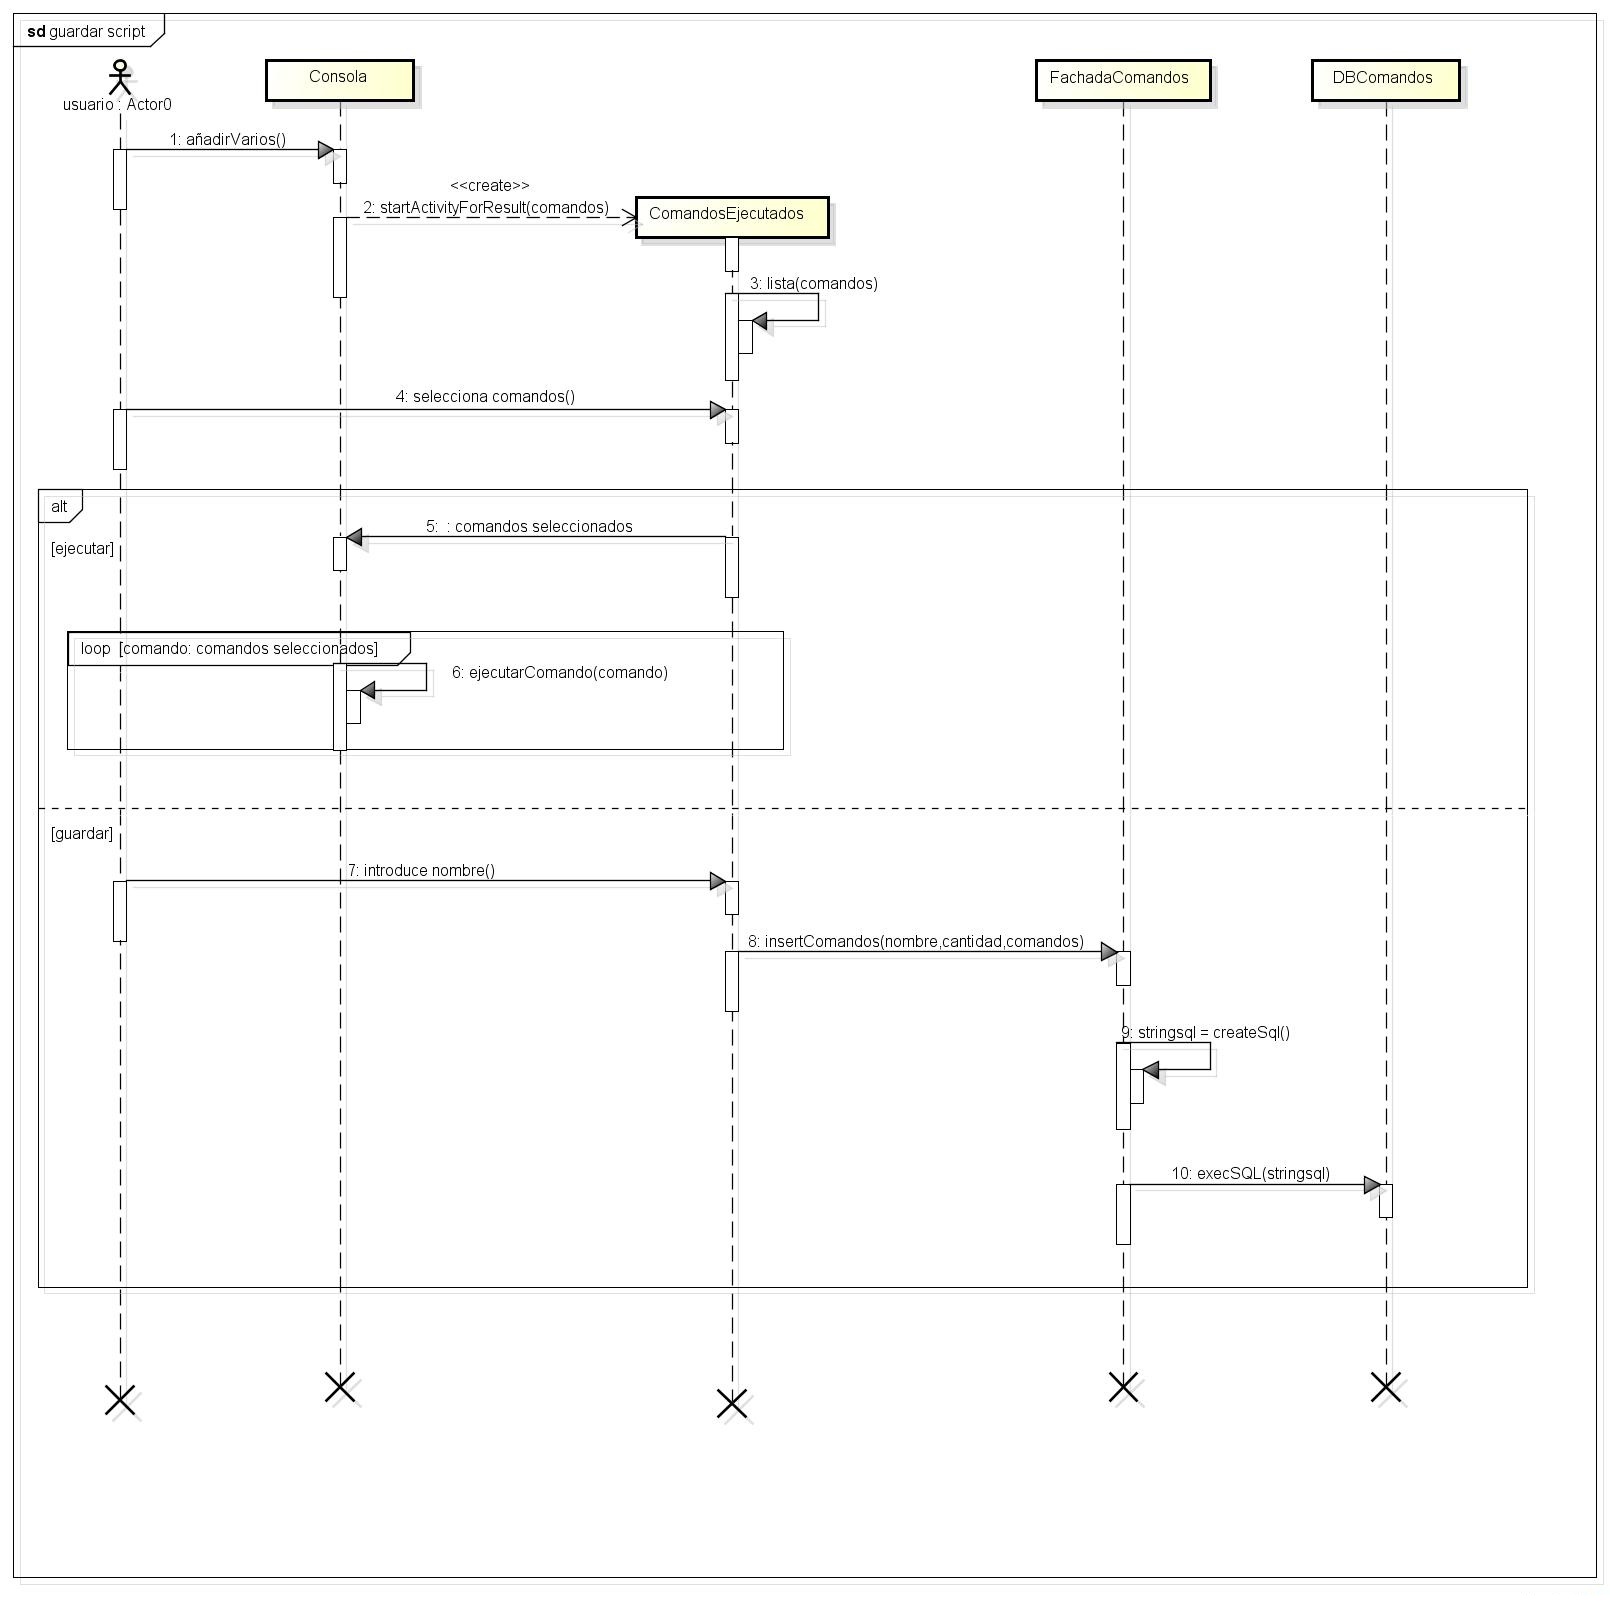 sd guardar script
usuario : Actor0
Consola
FachadaComandos
DBComandos
1: añadirVarios()
<<create>>
2: startActivityForResult(comandos)
ComandosEjecutados
3: lista(comandos)
4: selecciona comandos()
alt
5:  : comandos seleccionados
[ejecutar]
loop [comando: comandos seleccionados]
6: ejecutarComando(comando)
[guardar]
7: introduce nombre()
8: insertComandos(nombre,cantidad,comandos)
9: stringsql = createSql()
10: execSQL(stringsql)